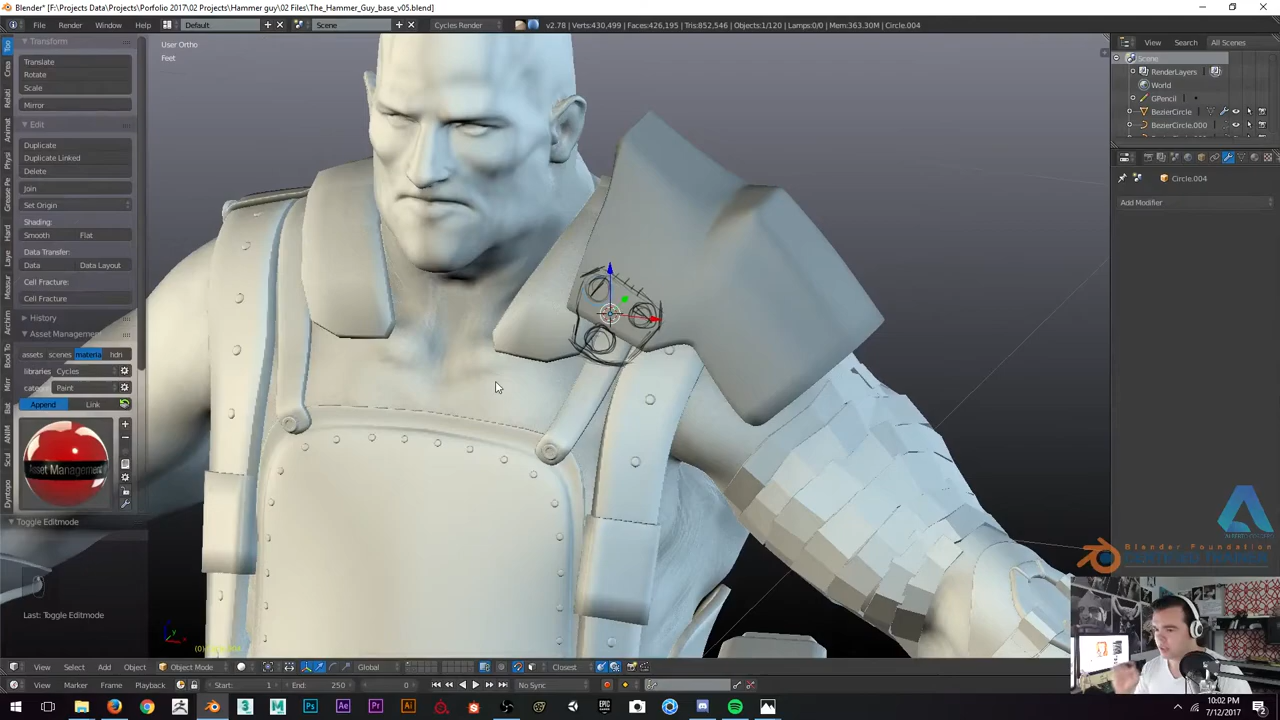 Blender* [F:\Projects Data\Projects\Porfolio 2017\02 Projects\Hammer guy\02 Files\The_Hammer_Guy_base_v05.blend]
File Render Window Help Default Scene Cycles Render v2.78 | Verts:430,499 | Faces:426,195 | Tris:852,546 | Objects:1/120 | Lamps:0/0 | Mem:363.30M | Circle.004
Transform
Translate
Rotate
Scale
Mirror
Edit
Duplicate
Duplicate Linked
Delete
Join
Set Origin
Shading:
Smooth Flat
Data Transfer:
Data Data Layout
Cell Fracture:
Cell Fracture
History
Asset Management
assets scenes materia hdri
libraries Cycles
Paint
Append Link
Asset Management
Toggle Editmode
Last: Toggle Editmode
User Ortho
Feet
View Search All Scenes
Scene
RenderLayers
World
GPencil
BezierCircle
BezierCircle.000
Circle.004
Add Modifier
Blender Foundation
View Select Add Object Object Mode Global Closest
View Marker Frame Playback Start: 1 End: 250 0 No Sync
10:02 PM
7/12/2017